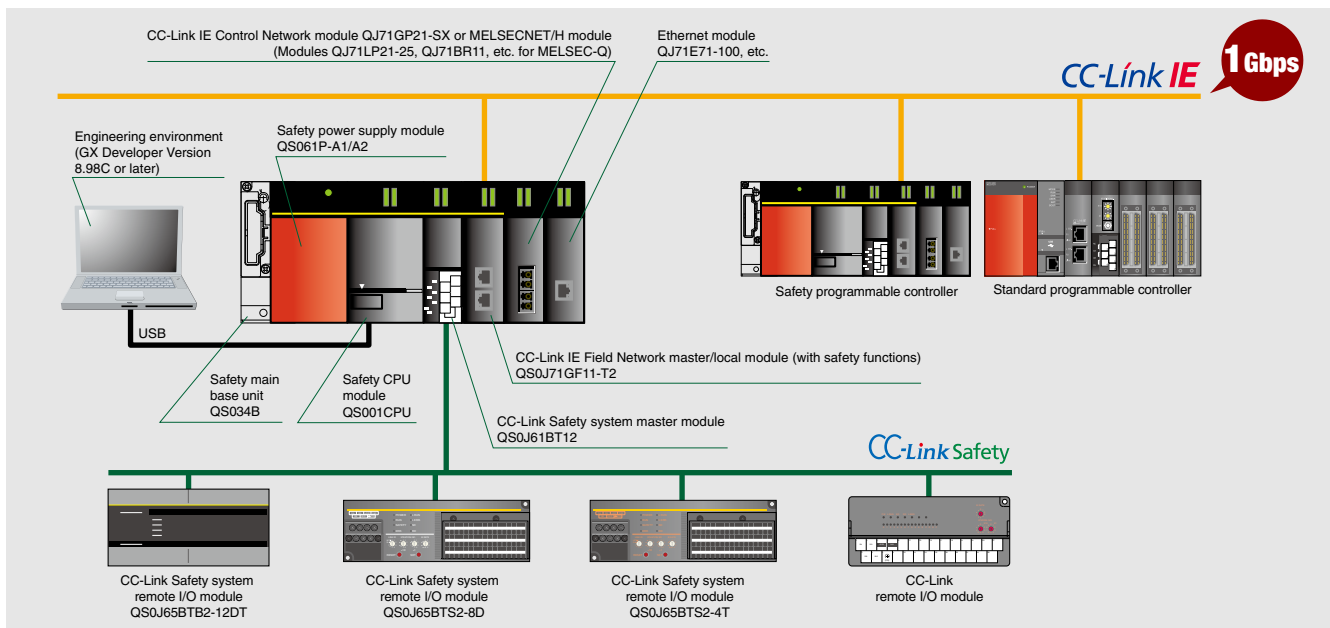 CC-Link IE Control Network module QJ71GP21-SX or MELSECNET/H module
(Modules QJ71LP21-25, QJ71BR11, etc. for MELSEC-Q)
Ethernet module
QJ71E71-100, etc.
CC-Link IE
1 Gbps
Engineering environment
(GX Developer Version
8.98C or later)
Safety power supply module
QS061P-A1/A2
Safety programmable controller
Standard programmable controller
USB
CC-Link IE Field Network master/local module (with safety functions)
QS0J71GF11-T2
Safety main
base unit
QS034B
Safety CPU
module
QS001CPU
CC-Link Safety system master module
QS0J61BT12
CC-Link Safety
CC-Link Safety system
remote I/O module
QS0J65BTB2-12DT
CC-Link Safety system
remote I/O module
QS0J65BTS2-8D
CC-Link Safety system
remote I/O module
QS0J65BTS2-4T
CC-Link
remote I/O module